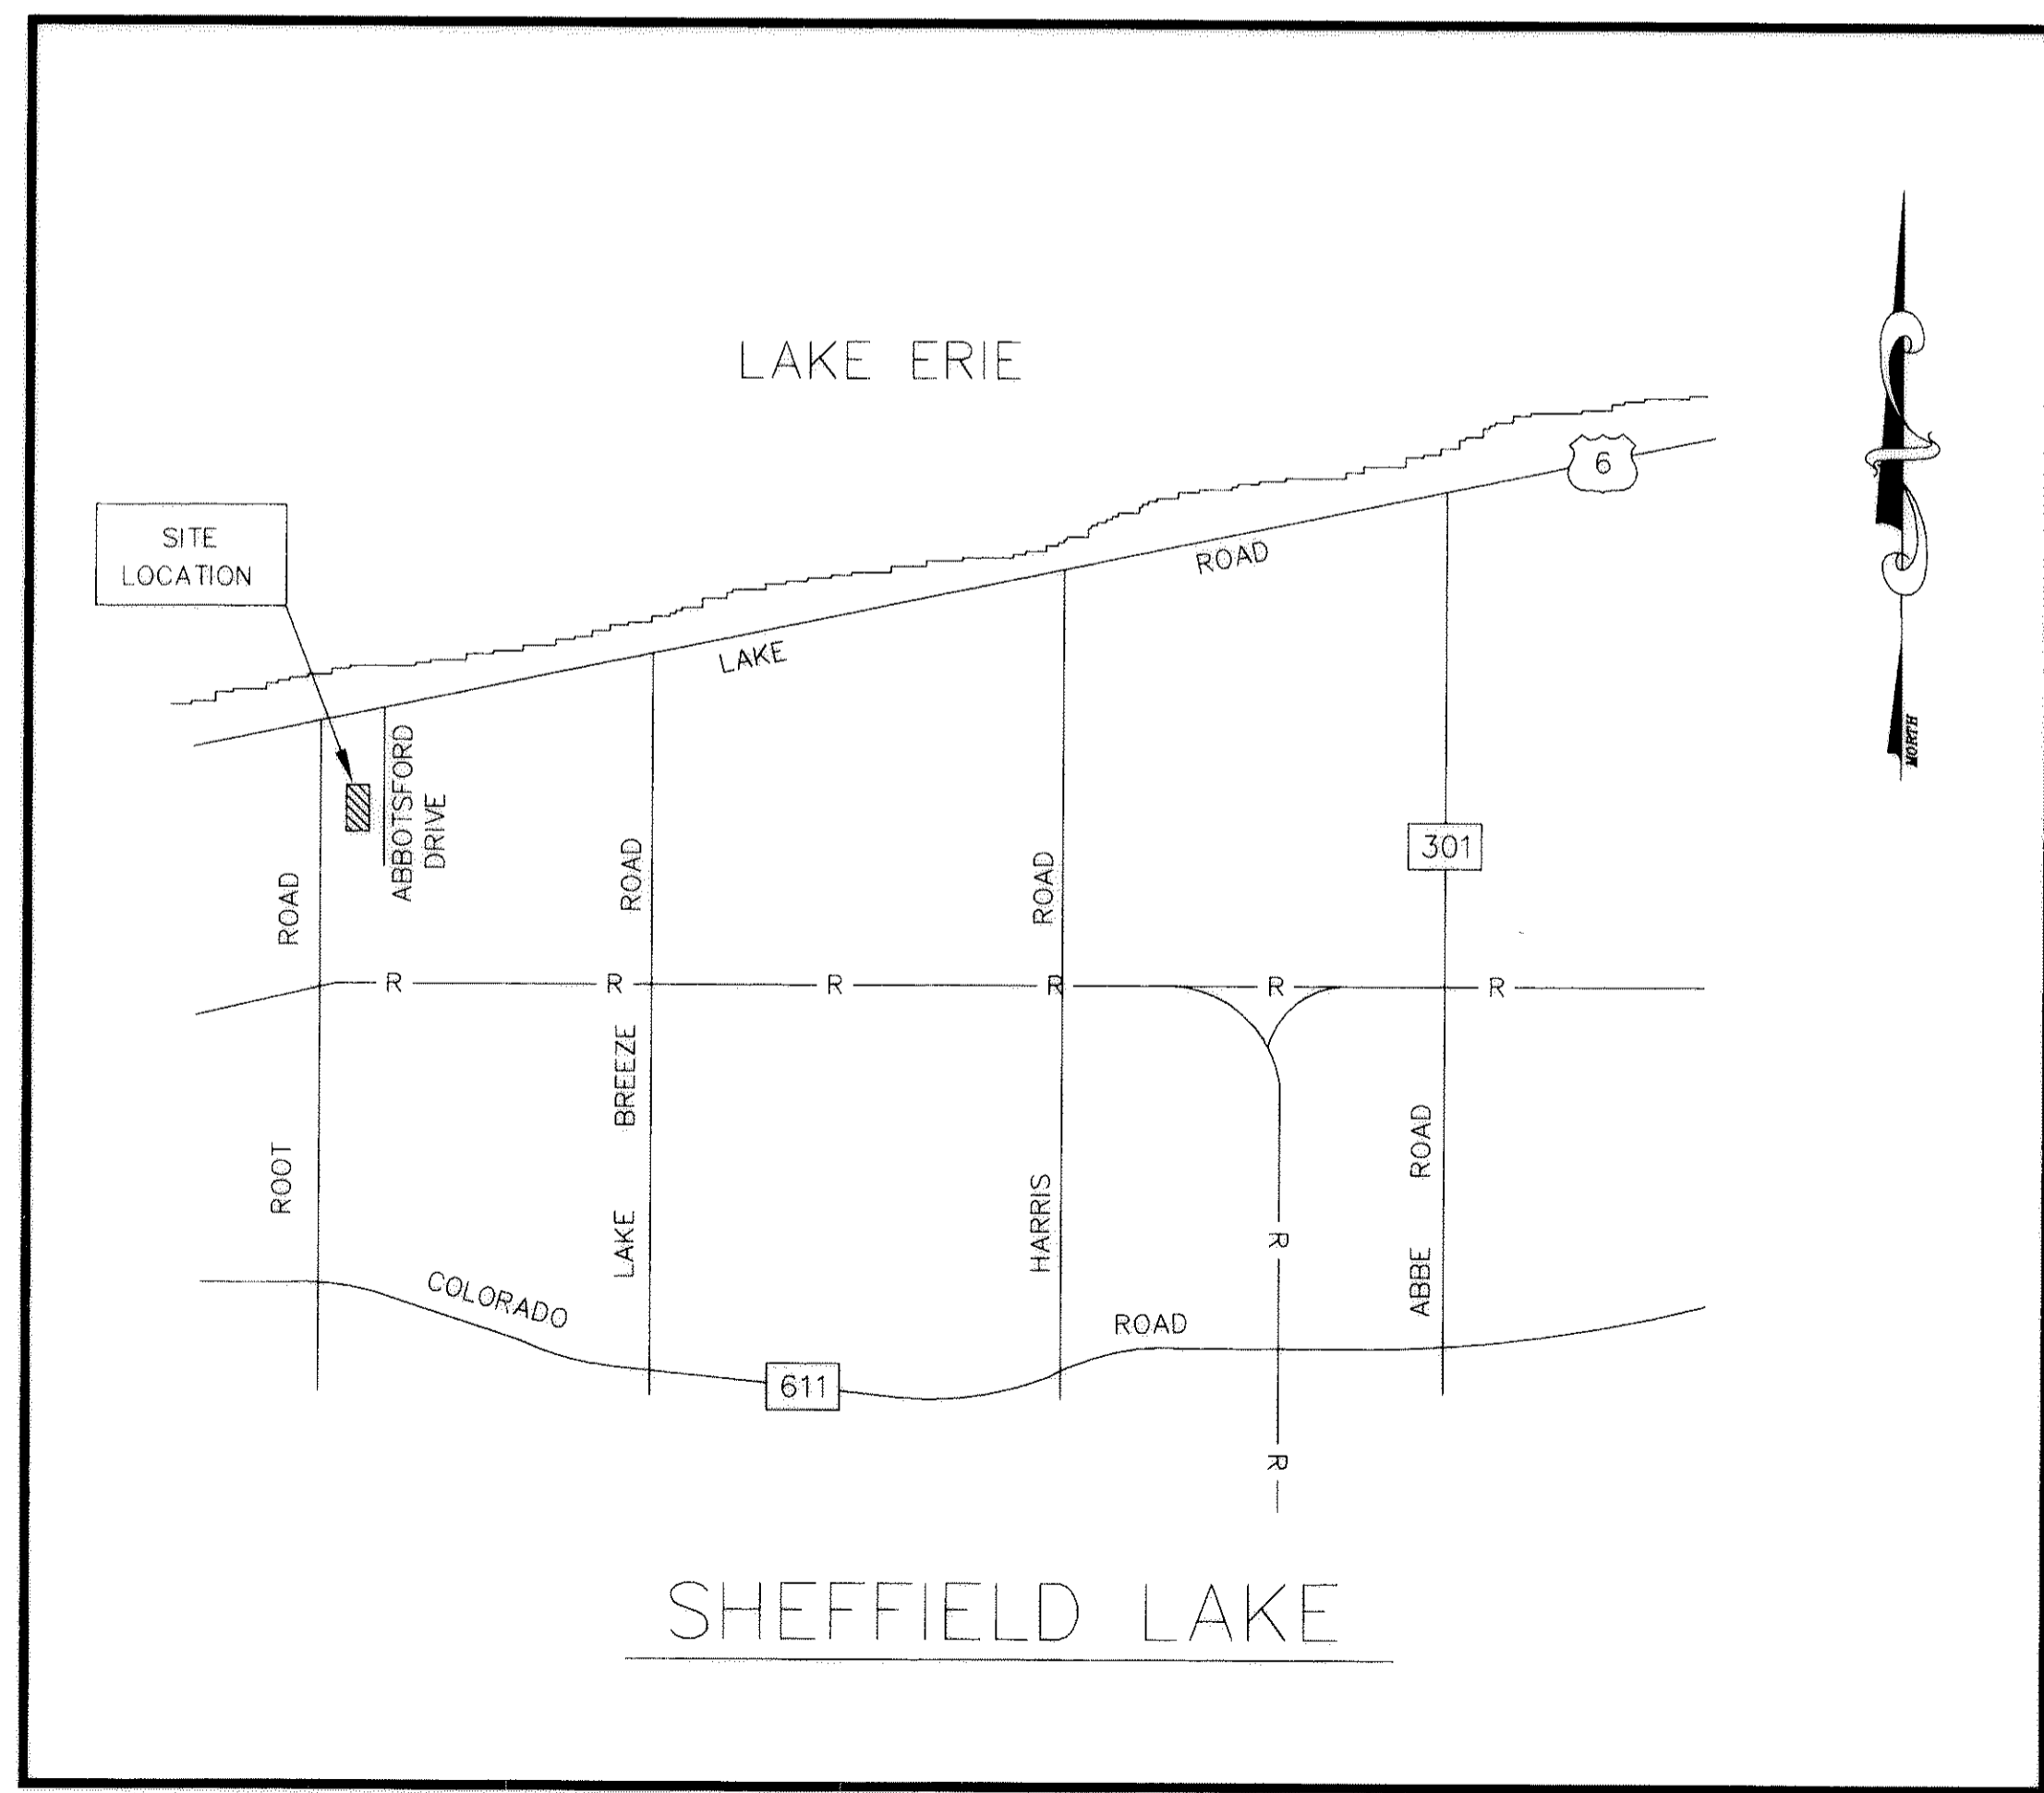 LAKE ERIE
6
SITE
LOCATION
ROAD
LAKE
ABBOTSFORD
DRIVE
NORTH
301
ROAD
ROAD
ROAD
R
R
R
R
R
R
BREEZE
ROAD
ROOT
HARRIS
LAKE
R
ABBE
COLORADO
ROAD
611
R
SHEFFIELD LAKE